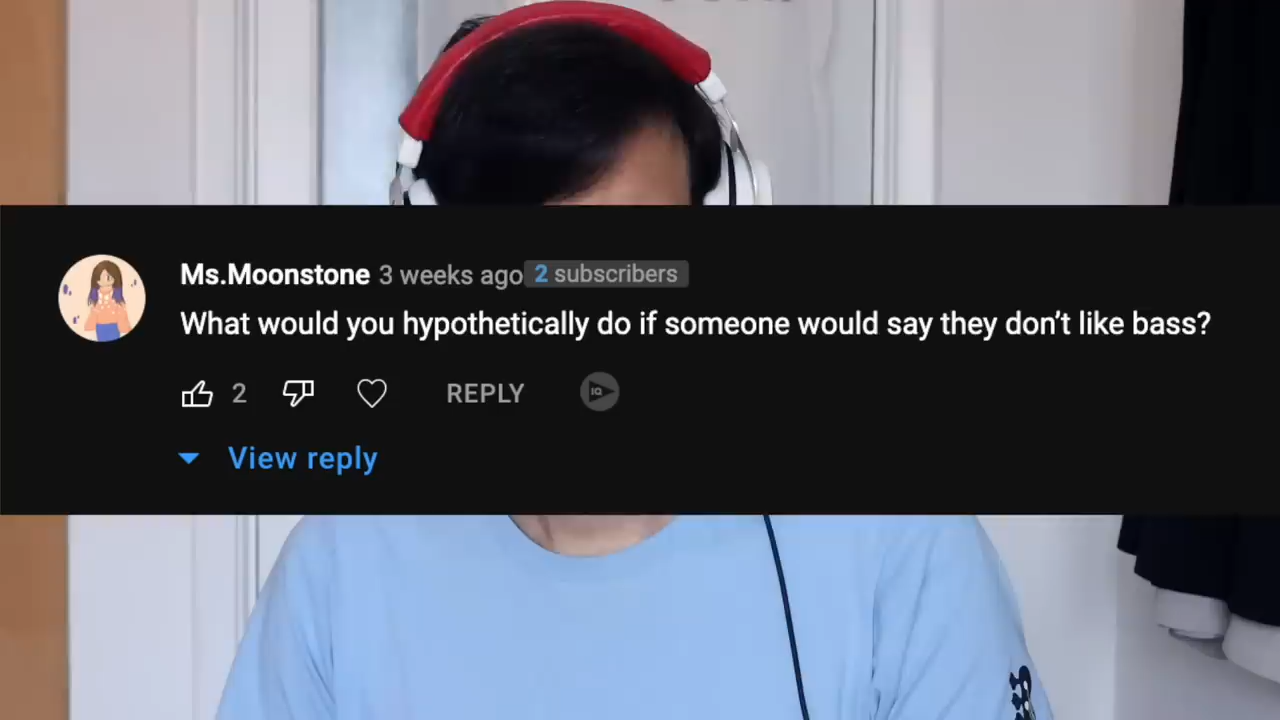 Ms.Moonstone 3 weeks ago 2 subscribers
What would you hypothetically do if someone would say they don’t like bass?
2 REPLY IQ
View reply